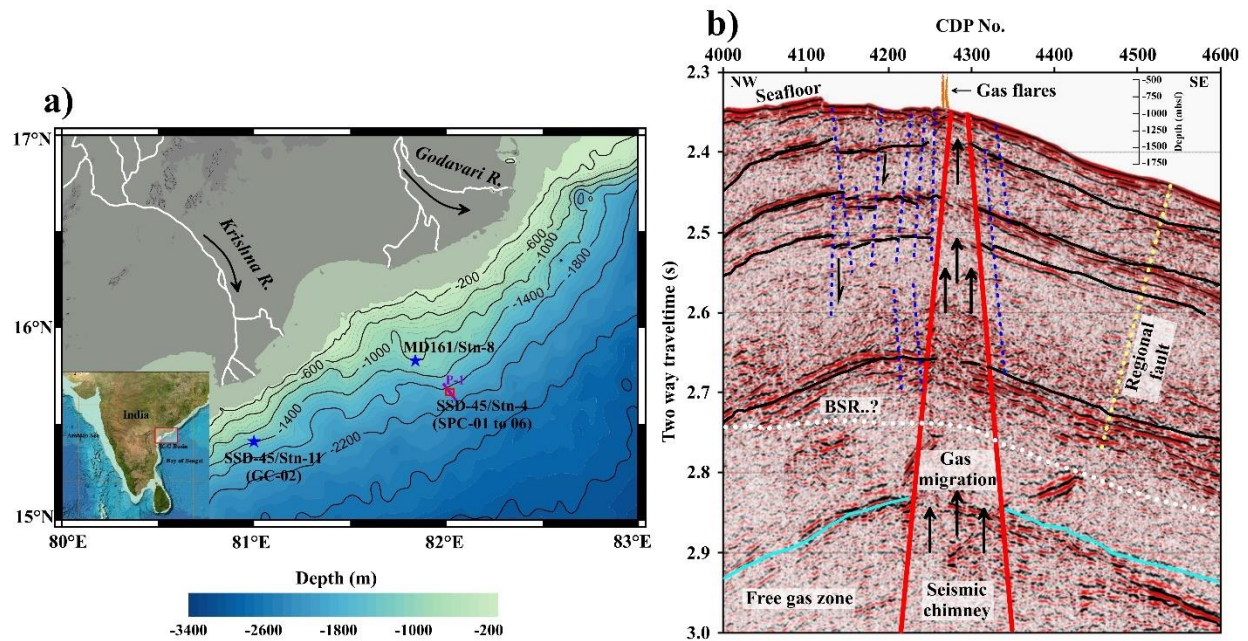 a)
17°N
16°N
15°N
80°E
81°E
82°E
83°E
Godavari R.
Krishna R.
-600
-1000
-1800
-200
-1400
-600
-1000
MD161/Stn-8
P-1
-1400
SSD-45/Stn-4
(SPC-01 to 06)
-2200
SSD-45/Stn-11
(GC-02)
India
Bay of Bengal
Depth (m)
-3400
-2600
-1800
-1000
-200
b)
CDP No.
4000
4100
4200
4300
4400
4500
4600
NW
SE
Seafloor
← Gas flares
Depth (mbsf)
-500
-750
-1000
-1250
-1500
-1750
Two way traveltime (s)
2.3
2.4
2.5
2.6
2.7
2.8
2.9
3.0
Regional
fault
BSR..?
Gas
migration
Free gas zone
Seismic
chimney